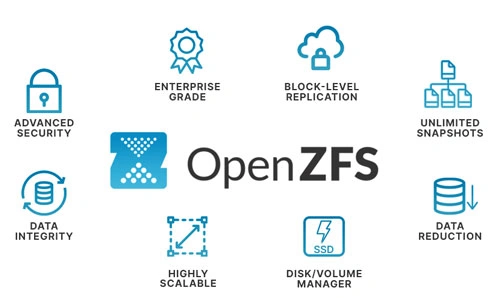 ENTERPRISE
GRADE
BLOCK-LEVEL
REPLICATION
ADVANCED
SECURITY
UNLIMITED
SNAPSHOTS
OpenZFS
DATA
INTEGRITY
DATA
REDUCTION
HIGHLY
SCALABLE
SSD
DISK/VOLUME
MANAGER